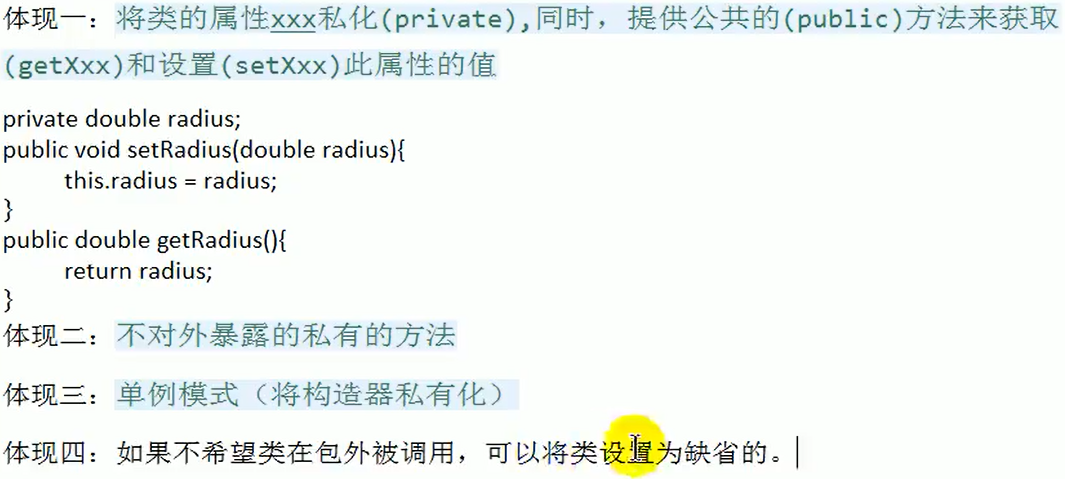 体现一：将类的属性xxx私化(private),同时，提供公共的(public)方法来获取
(getXxx)和设置(setXxx)此属性的值
private double radius;
public void setRadius(double radius){
this.radius = radius;
}
public double getRadius(){
return radius;
}
体现二：不对外暴露的私有的方法
体现三：单例模式（将构造器私有化）
体现四：如果不希望类在包外被调用，可以将类设置为缺省的。